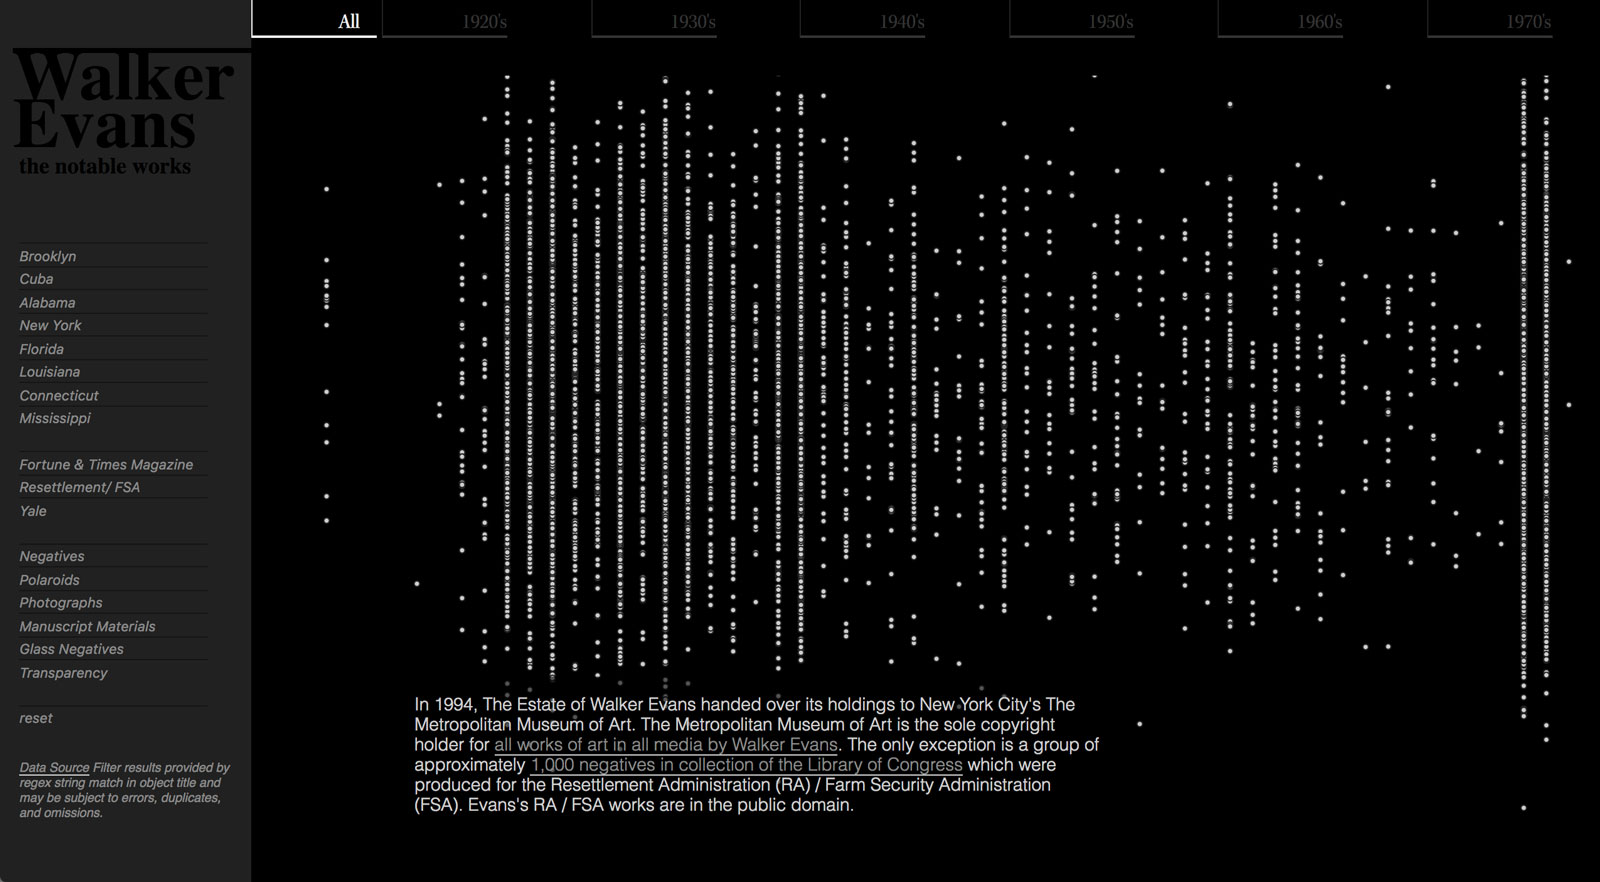 All
1920's
1930's
1940's
1950's
1960's
1970's
Walker
Evans
the notable works
Brooklyn
Cuba
Alabama
New York
Florida
Louisiana
Connecticut
Mississippi
Fortune & Times Magazine
Resettlement/ FSA
Yale
Negatives
Polaroids
Photographs
Manuscript Materials
Glass Negatives
Transparency
reset
Data Source Filter results provided by
regex string match in object title and
may be subject to errors, duplicates,
and omissions.
In 1994, The Estate of Walker Evans handed over its holdings to New York City's The
Metropolitan Museum of Art. The Metropolitan Museum of Art is the sole copyright
holder for all works of art in all media by Walker Evans. The only exception is a group of
approximately 1,000 negatives in collection of the Library of Congress which were
produced for the Resettlement Administration (RA) / Farm Security Administration
(FSA). Evans's RA / FSA works are in the public domain.